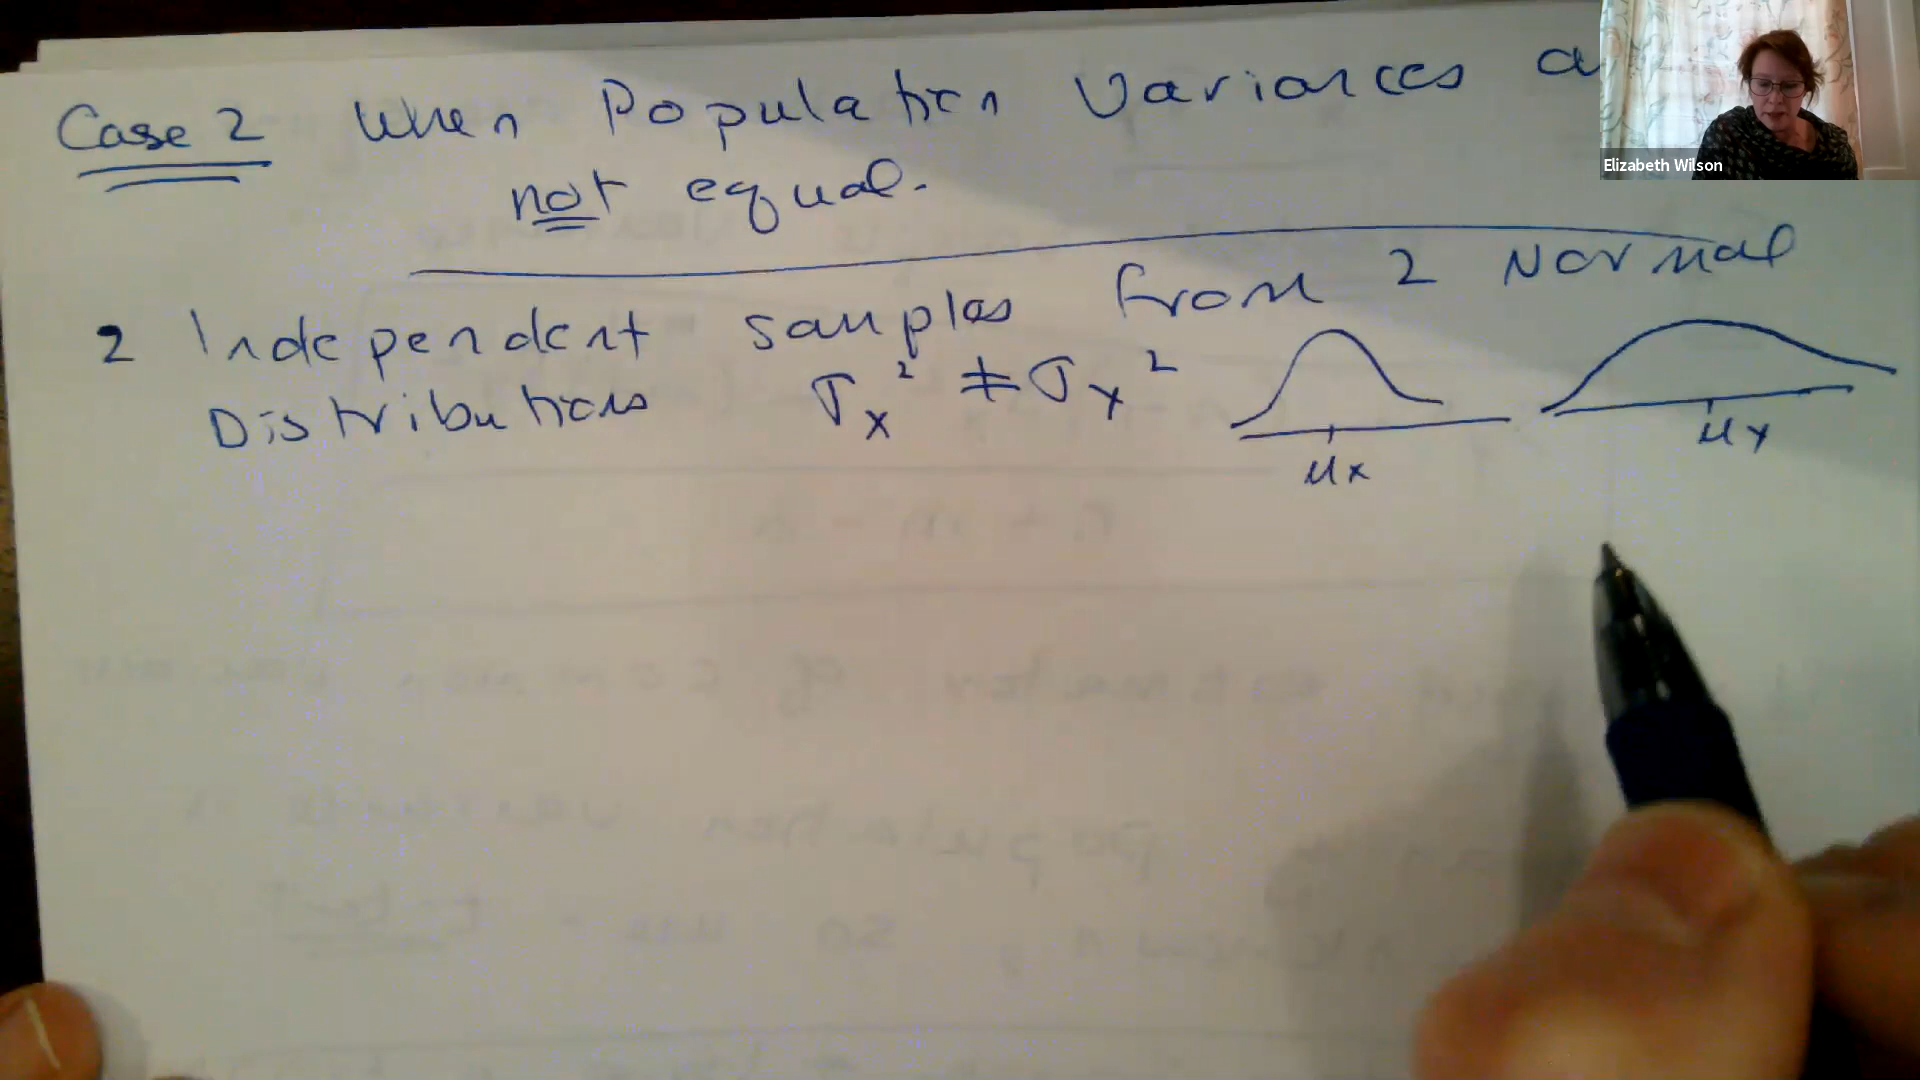 Case 2 When Population Variances a
not equal.
Elizabeth Wilson
2 Independent samples from 2 Normal
Distributions σx² ≠ σY²
μx
μY